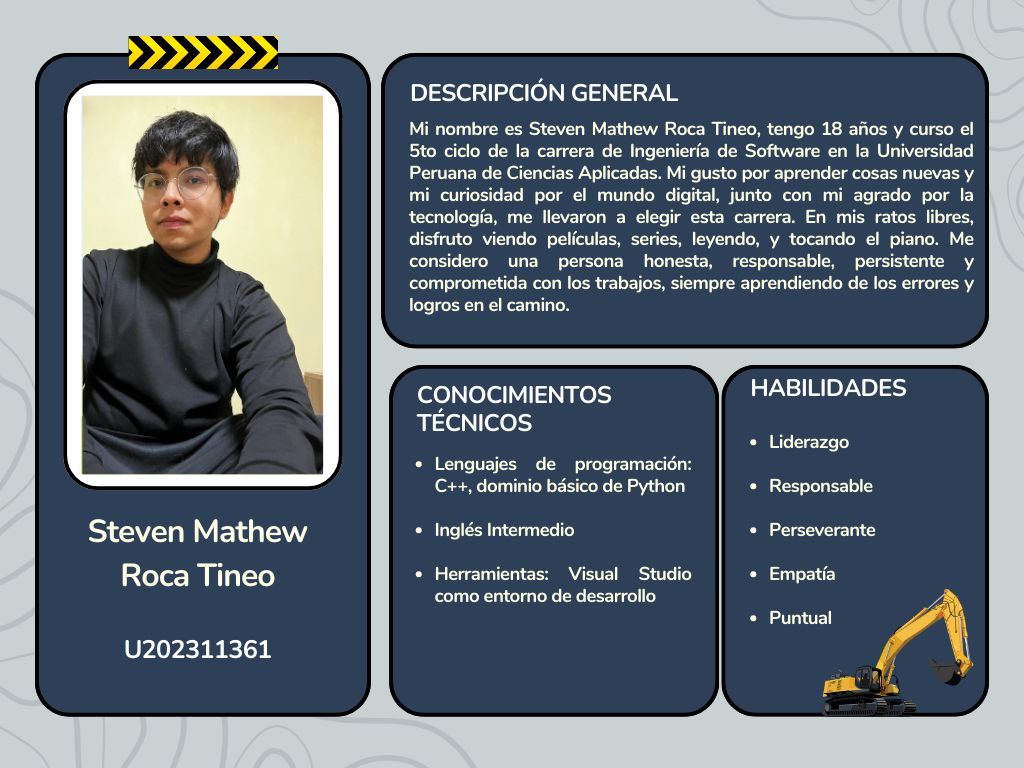 DESCRIPCIÓN GENERAL
Mi nombre es Steven Mathew Roca Tineo, tengo 18 años y curso el
5to ciclo de la carrera de Ingeniería de Software en la Universidad
Peruana de Ciencias Aplicadas. Mi gusto por aprender cosas nuevas y
mi curiosidad por el mundo digital, junto con mi agrado por la
tecnología, me llevaron a elegir esta carrera. En mis ratos libres,
disfruto viendo películas, series, leyendo, y tocando el piano. Me
considero una persona honesta, responsable, persistente y
comprometida con los trabajos, siempre aprendiendo de los errores y
logros en el camino.
Steven Mathew
Roca Tineo
U202311361
CONOCIMIENTOS
TÉCNICOS
• Lenguajes de programación:
C++, dominio básico de Python
• Inglés Intermedio
• Herramientas: Visual Studio
como entorno de desarrollo
HABILIDADES
• Liderazgo
• Responsable
• Perseverante
• Empatía
• Puntual